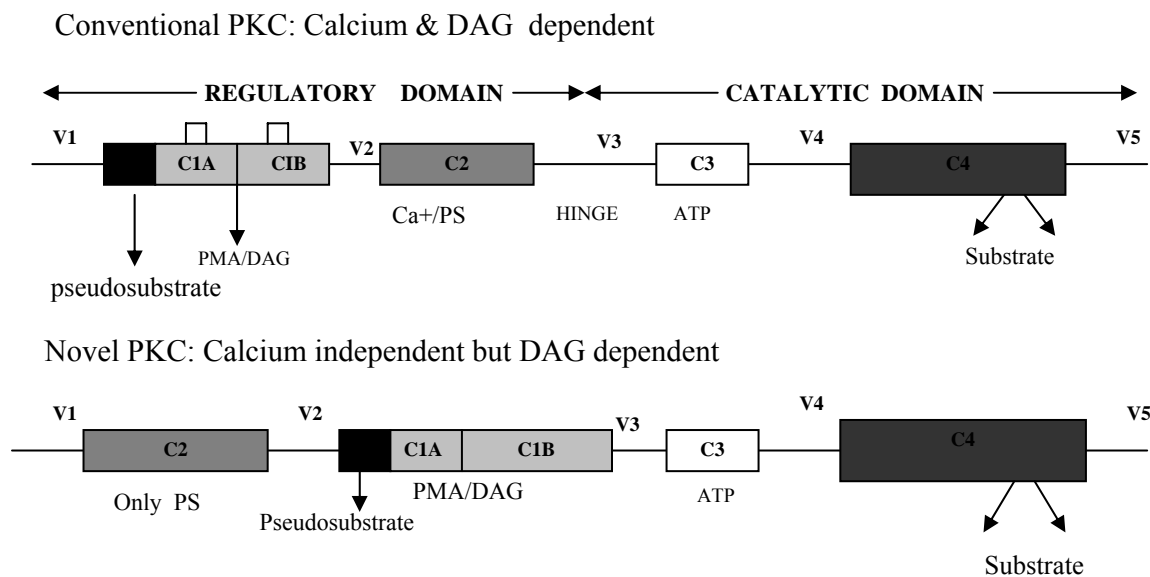 Conventional PKC: Calcium & DAG dependent
REGULATORY DOMAIN CATALYTIC DOMAIN
V1 V2 V3 V4 V5
C1A CIB C2 C3 C4
Ca+/PS HINGE ATP
PMA/DAG Substrate
pseudosubstrate
Novel PKC: Calcium independent but DAG dependent
V1 V2 V3 V4 V5
C2 C1A C1B C3 C4
Only PS PMA/DAG ATP
Pseudosubstrate
Substrate